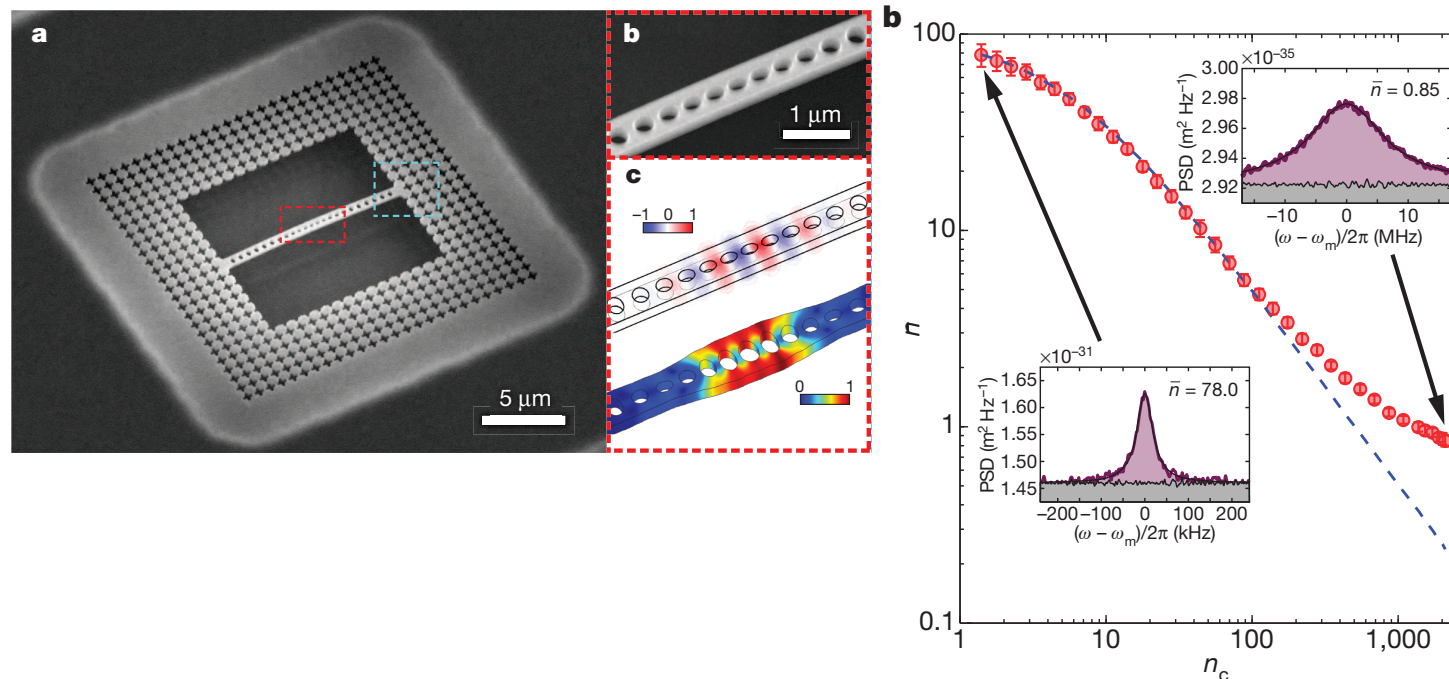 a
5 μm
b
1 μm
c
−1 0 1
0 1
b
100
10
1
0.1
n̄
1
10
100
1,000
n_c
×10⁻³⁵
3.00
2.98
2.96
2.94
2.92
PSD (m² Hz⁻¹)
n̄ = 0.85
−10 0 10
(ω − ω_m)/2π (MHz)
×10⁻³¹
1.65
1.60
1.55
1.50
1.45
PSD (m² Hz⁻¹)
n̄ = 78.0
−200 −100 0 100 200
(ω − ω_m)/2π (kHz)